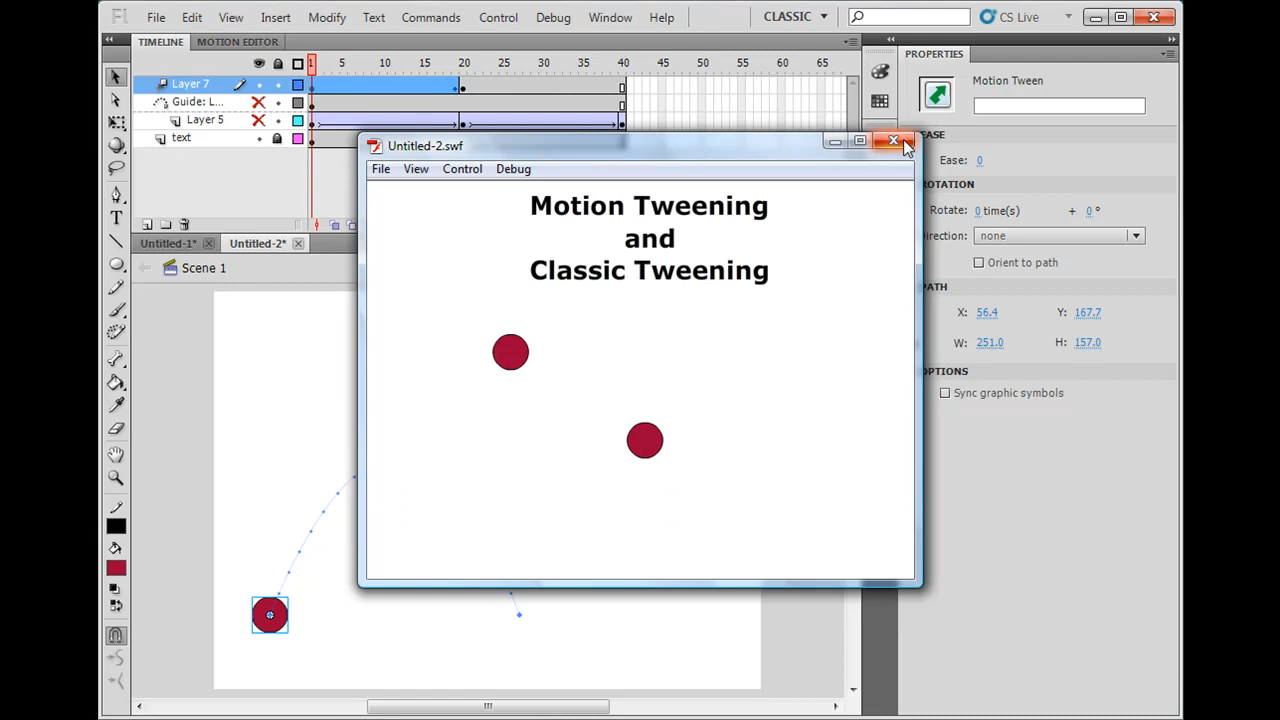 Fl File Edit View Insert Modify Text Commands Control Debug Window Help CLASSIC CS Live
TIMELINE MOTION EDITOR
PROPERTIES
1 5 10 15 20 25 30 35 40 45 50 55 60 65
Motion Tween
Layer 7
Guide: L...
Layer 5
text
Untitled-2.swf
EASE
Ease: 0
File View Control Debug
ROTATION
Rotate: 0 time(s) + 0 °
Direction: none
Orient to path
Untitled-1* Untitled-2*
Scene 1
Motion Tweening
and
Classic Tweening
PATH
X: 56.4 Y: 167.7
W: 251.0 H: 157.0
OPTIONS
Sync graphic symbols
T